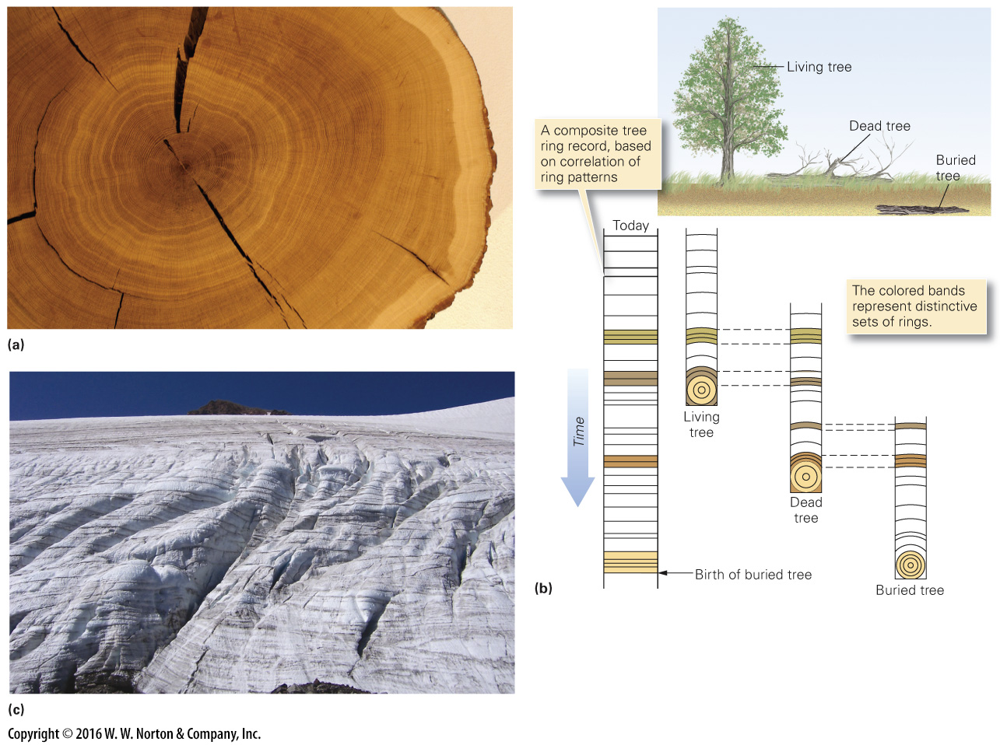 Living tree
Dead tree
Buried
tree
A composite tree
ring record, based
on correlation of
ring patterns
Today
The colored bands
represent distinctive
sets of rings.
(a)
Time
Living
tree
Dead
tree
Birth of buried tree
Buried tree
(b)
(c)
Copyright © 2016 W. W. Norton & Company, Inc.